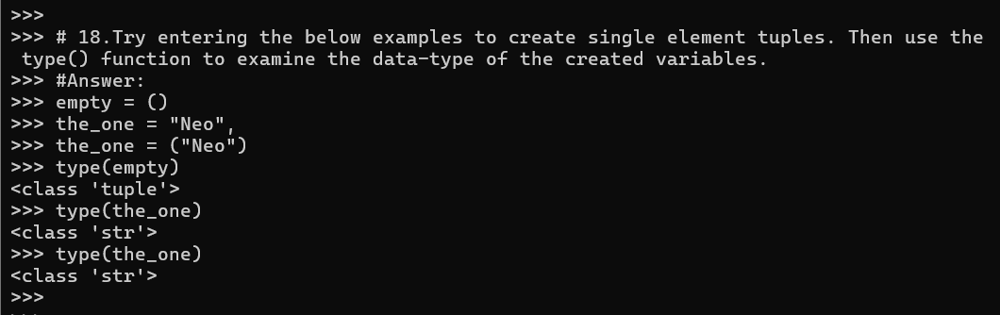 >>>
>>> # 18.Try entering the below examples to create single element tuples. Then use the
type() function to examine the data-type of the created variables.
>>> #Answer:
>>> empty = ()
>>> the_one = "Neo",
>>> the_one = ("Neo")
>>> type(empty)
<class 'tuple'>
>>> type(the_one)
<class 'str'>
>>> type(the_one)
<class 'str'>
>>>